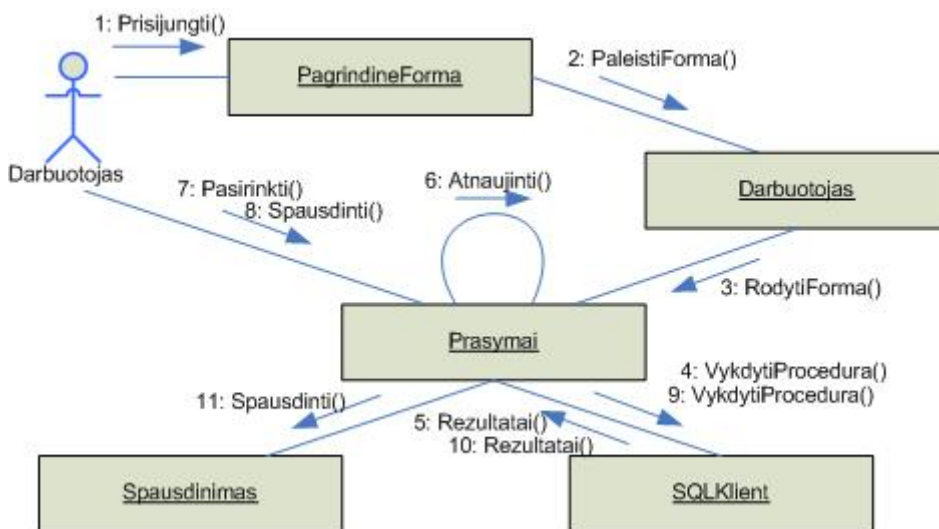 1: Prisijungti()
PagrindineForma
2: PaleistiForma()
Darbuotojas
7: Pasirinkti()
8: Spausdinti()
6: Atnaujinti()
Darbuotojas
3: RodytiForma()
Prasymai
4: VykdytiProcedura()
9: VykdytiProcedura()
11: Spausdinti()
5: Rezultatai()
10: Rezultatai()
Spausdinimas
SQLKlient